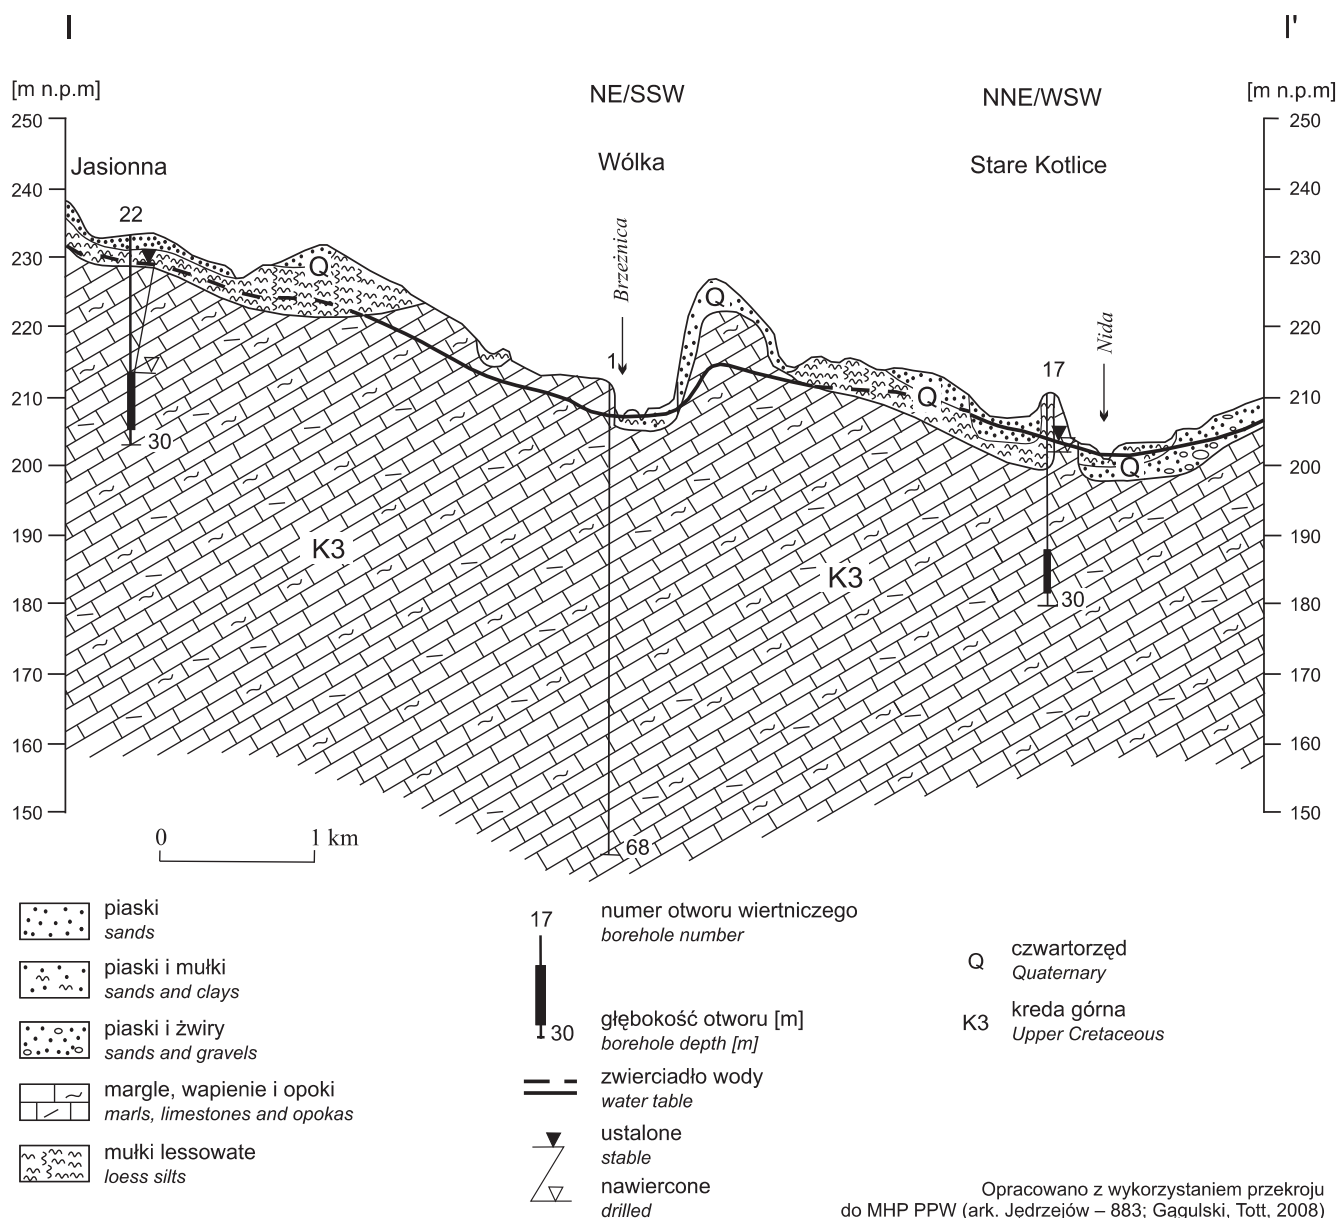 I I'
[m n.p.m] NE/SSW NNE/WSW [m n.p.m]
250 250
Jasionna Wólka Stare Kotlice
240 240
22
230 230
Q
Brzeźnica
Q
220 220
Nida
1 17
210 210
Q
Q
30
200 200
Q
190 190
K3
K3
180 180
30
170 170
160 160
150 150
0 1 km
68
piaski
sands
piaski i mułki
sands and clays
piaski i żwiry
sands and gravels
margle, wapienie i opoki
marls, limestones and opokas
mułki lessowate
loess silts
17
numer otworu wiertniczego
borehole number
30
głębokość otworu [m]
borehole depth [m]
zwierciadło wody
water table
ustalone
stable
nawiercone
drilled
Q
czwartorzęd
Quaternary
K3
kreda górna
Upper Cretaceous
Opracowano z wykorzystaniem przekroju
do MHP PPW (ark. Jędrzejów – 883; Gągulski, Tott, 2008)